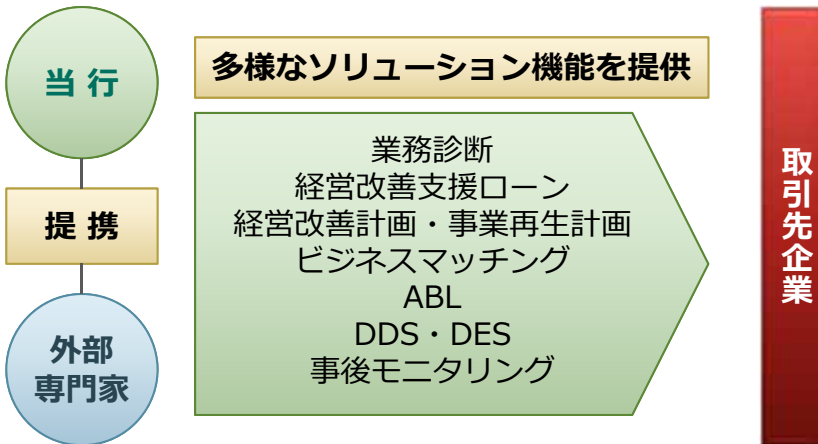 当 行
提 携
外部
専門家
多様なソリューション機能を提供
業務診断
経営改善支援ローン
経営改善計画・事業再生計画
ビジネスマッチング
ABL
DDS・DES
事後モニタリング
取引先企業